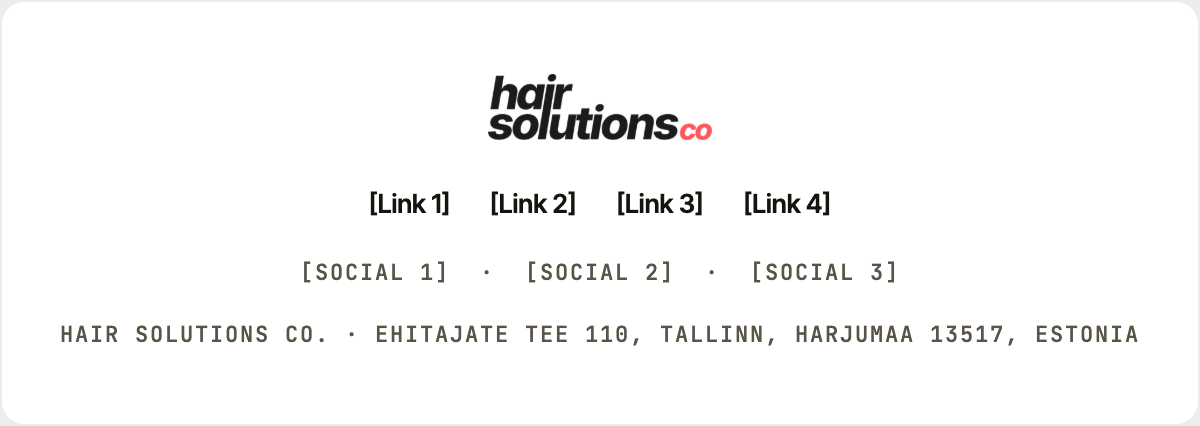 hair
solutions co
[Link 1] [Link 2] [Link 3] [Link 4]
[SOCIAL 1] · [SOCIAL 2] · [SOCIAL 3]
HAIR SOLUTIONS CO. · EHITAJATE TEE 110, TALLINN, HARJUMAA 13517, ESTONIA